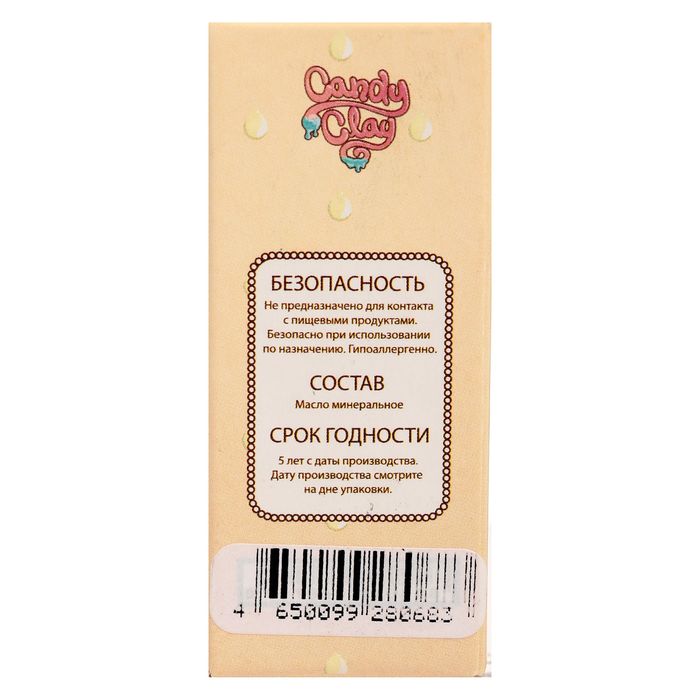 Candy
Clay
БЕЗОПАСНОСТЬ
Не предназначено для контакта
с пищевыми продуктами.
Безопасно при использовании
по назначению. Гипоаллергенно.
СОСТАВ
Масло минеральное
СРОК ГОДНОСТИ
5 лет с даты производства.
Дату производства смотрите
на дне упаковки.
4 650099 280683